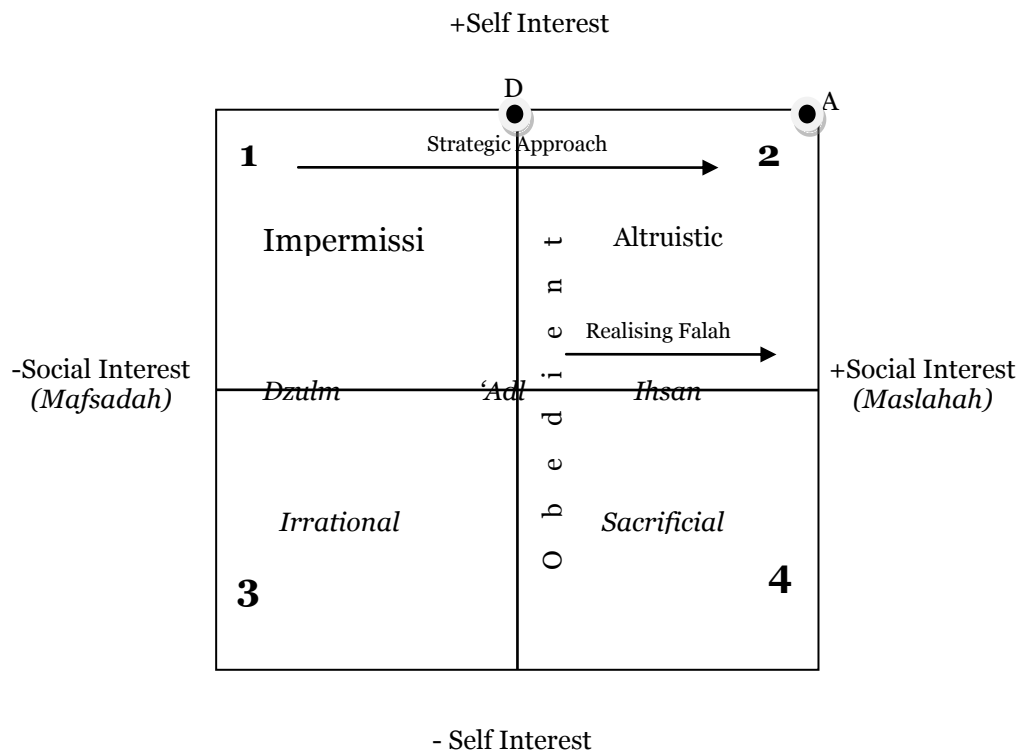 +Self Interest
D
A
Strategic Approach
1
2
Impermissi
Altruistic
Obedient
Realising Falah
-Social Interest
(Mafsadah)
+Social Interest
(Maslahah)
Dzulm
‘Adl
Ihsan
Irrational
Sacrificial
3
4
- Self Interest